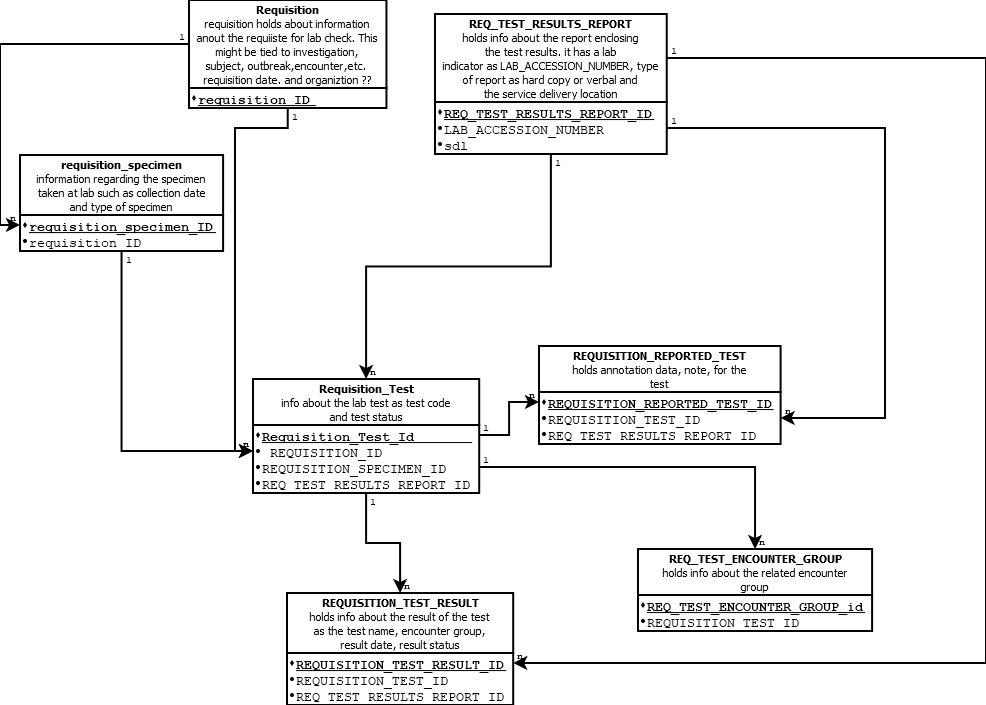 Requisition
requisition holds about information
anout the requiiste for lab check. This
might be tied to investigation,
subject, outbreak,encounter,etc.
requisition date. and organiztion ??
requisition_ID
1
1
REQ_TEST_RESULTS_REPORT
holds info about the report enclosing
the test results. it has a lab
indicator as LAB_ACCESSION_NUMBER, type
of report as hard copy or verbal and
the service delivery location
REQ_TEST_RESULTS_REPORT_ID
LAB_ACCESSION_NUMBER
sdl
1
1
1
requisition_specimen
information regarding the specimen
taken at lab such as collection date
and type of specimen
requisition_specimen_ID
requisition_ID
n
1
REQUISITION_REPORTED_TEST
holds annotation data, note, for the
test
REQUISITION_REPORTED_TEST_ID
REQUISITION_TEST_ID
REQ_TEST_RESULTS_REPORT_ID
n
n
Requisition_Test
info about the lab test as test code
and test status
Requisition_Test_Id
REQUISITION_ID
REQUISITION_SPECIMEN_ID
REQ_TEST_RESULTS_REPORT_ID
n
n
1
1
1
REQ_TEST_ENCOUNTER_GROUP
holds info about the related encounter
group
REQ_TEST_ENCOUNTER_GROUP_id
REQUISITION_TEST_ID
n
REQUISITION_TEST_RESULT
holds info about the result of the test
as the test name, encounter group,
result date, result status
REQUISITION_TEST_RESULT_ID
REQUISITION_TEST_ID
REQ_TEST_RESULTS_REPORT_ID
n
n